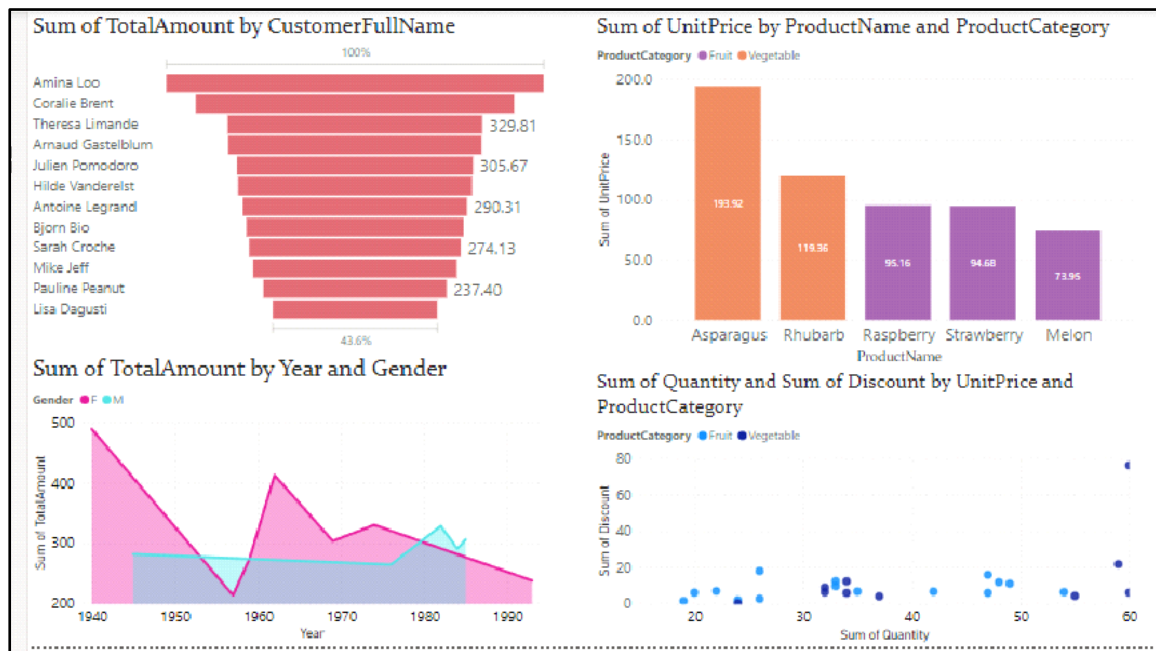 Sum of TotalAmount by CustomerFullName
100%
Amina Loo
Coralie Brent
Theresa Limande
329.81
Arnaud Gastelblum
Julien Pomodoro
305.67
Hilde Vanderelst
Antoine Legrand
290.31
Bjorn Bio
Sarah Croche
274.13
Mike Jeff
Pauline Peanut
237.40
Lisa Dagusti
43.6%
Sum of UnitPrice by ProductName and ProductCategory
ProductCategory Fruit Vegetable
Sum of UnitPrice
200.0
150.0
100.0
50.0
0.0
193.92
119.36
95.16
94.68
73.95
Asparagus Rhubarb Raspberry Strawberry Melon
ProductName
Sum of TotalAmount by Year and Gender
Gender F M
Sum of TotalAmount
500
400
300
200
1940 1950 1960 1970 1980 1990
Year
Sum of Quantity and Sum of Discount by UnitPrice and
ProductCategory
ProductCategory Fruit Vegetable
Sum of Discount
80
60
40
20
0
20 30 40 50 60
Sum of Quantity